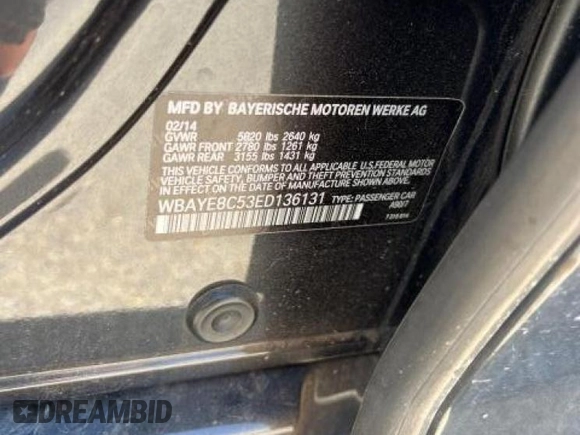 MFD BY BAYERISCHE MOTOREN WERKE AG
02/14
GVWR 5820 lbs 2640 kg
GAWR FRONT 2780 lbs 1261 kg
GAWR REAR 3155 lbs 1431 kg
THIS VEHICLE CONFORMS TO ALL APPLICABLE U.S. FEDERAL MOTOR
VEHICLE SAFETY, BUMPER AND THEFT PREVENTION STANDARDS
IN EFFECT ON THE DATE OF MANUFACTURE SHOWN ABOVE.
WBAYE8C53ED136131 TYPE: PASSENGER CAR
A90/7
DREAMBID